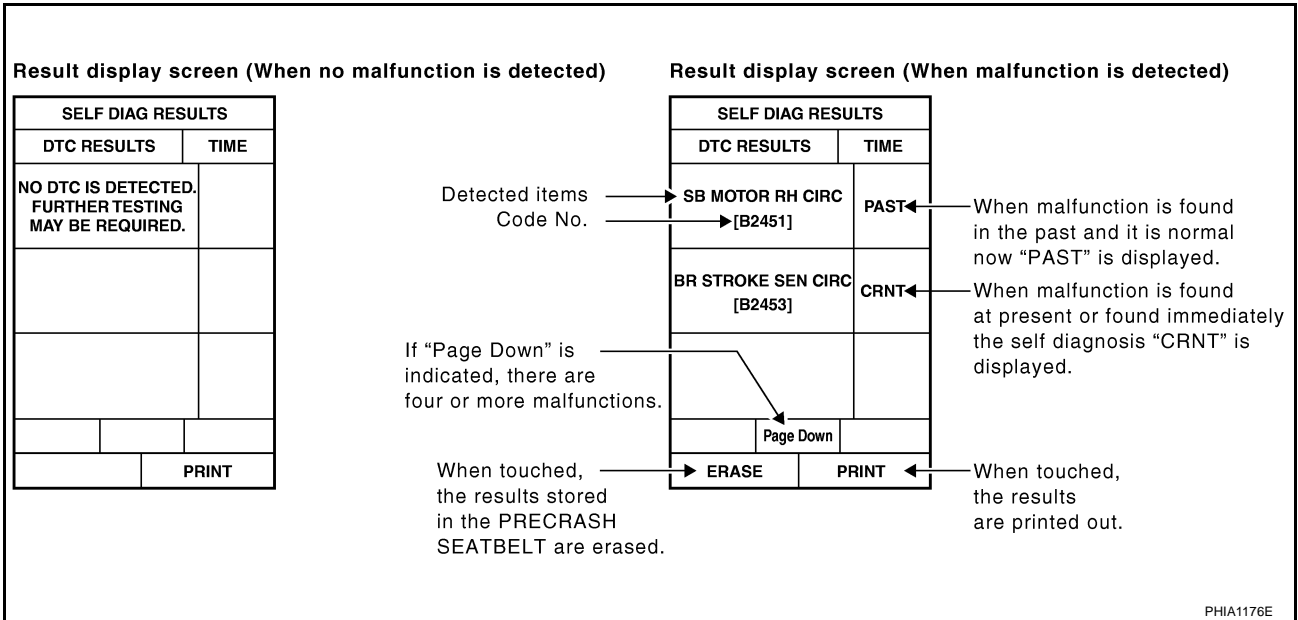 Result display screen (When no malfunction is detected)
SELF DIAG RESULTS
DTC RESULTS
TIME
NO DTC IS DETECTED.
FURTHER TESTING
MAY BE REQUIRED.
PRINT
Result display screen (When malfunction is detected)
SELF DIAG RESULTS
DTC RESULTS
TIME
Detected items
Code No.
SB MOTOR RH CIRC
[B2451]
PAST
When malfunction is found
in the past and it is normal
now “PAST” is displayed.
BR STROKE SEN CIRC
[B2453]
CRNT
When malfunction is found
at present or found immediately
the self diagnosis “CRNT” is
displayed.
If “Page Down” is
indicated, there are
four or more malfunctions.
Page Down
When touched,
the results stored
in the PRECRASH
SEATBELT are erased.
ERASE
PRINT
When touched,
the results
are printed out.
PHIA1176E